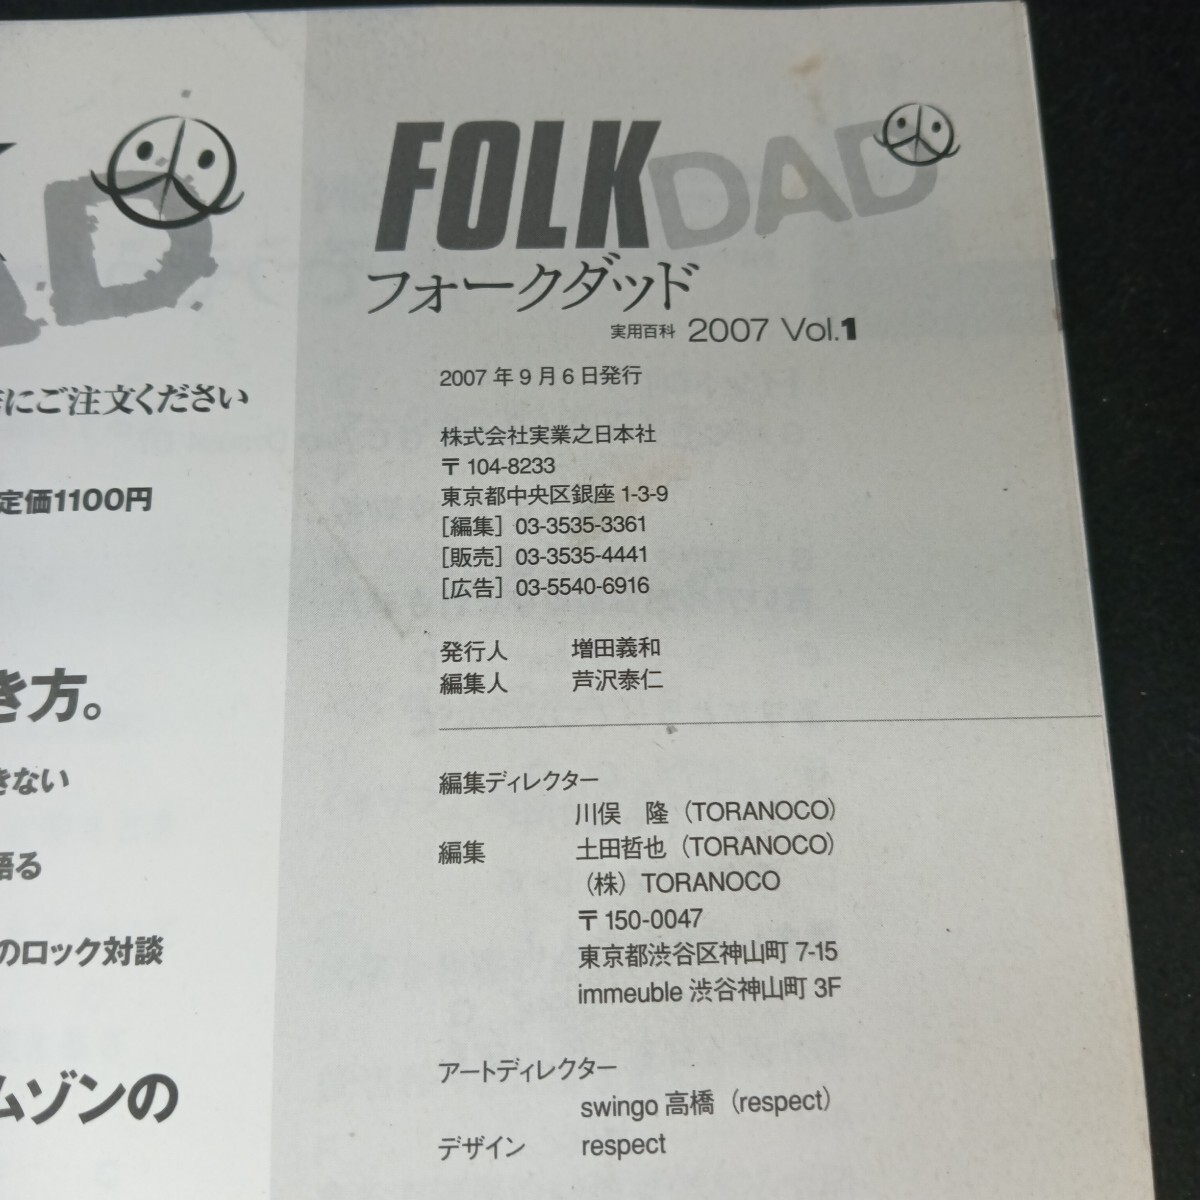 AD
にご注文ください
定価1100円
き方。
きない
語る
のロック対談
ムゾンの
FOLK DAD
フォークダッド
実用百科 2007 Vol.1
2007年9月6日発行
株式会社実業之日本社
〒104-8233
東京都中央区銀座1-3-9
[編集] 03-3535-3361
[販売] 03-3535-4441
[広告] 03-5540-6916
発行人 増田義和
編集人 芦沢泰仁
編集ディレクター
川俣 隆（TORANOCO）
編集 土田哲也（TORANOCO）
（株）TORANOCO
〒150-0047
東京都渋谷区神山町 7-15
immeuble 渋谷神山町 3F
アートディレクター
swingo 高橋（respect）
デザイン respect